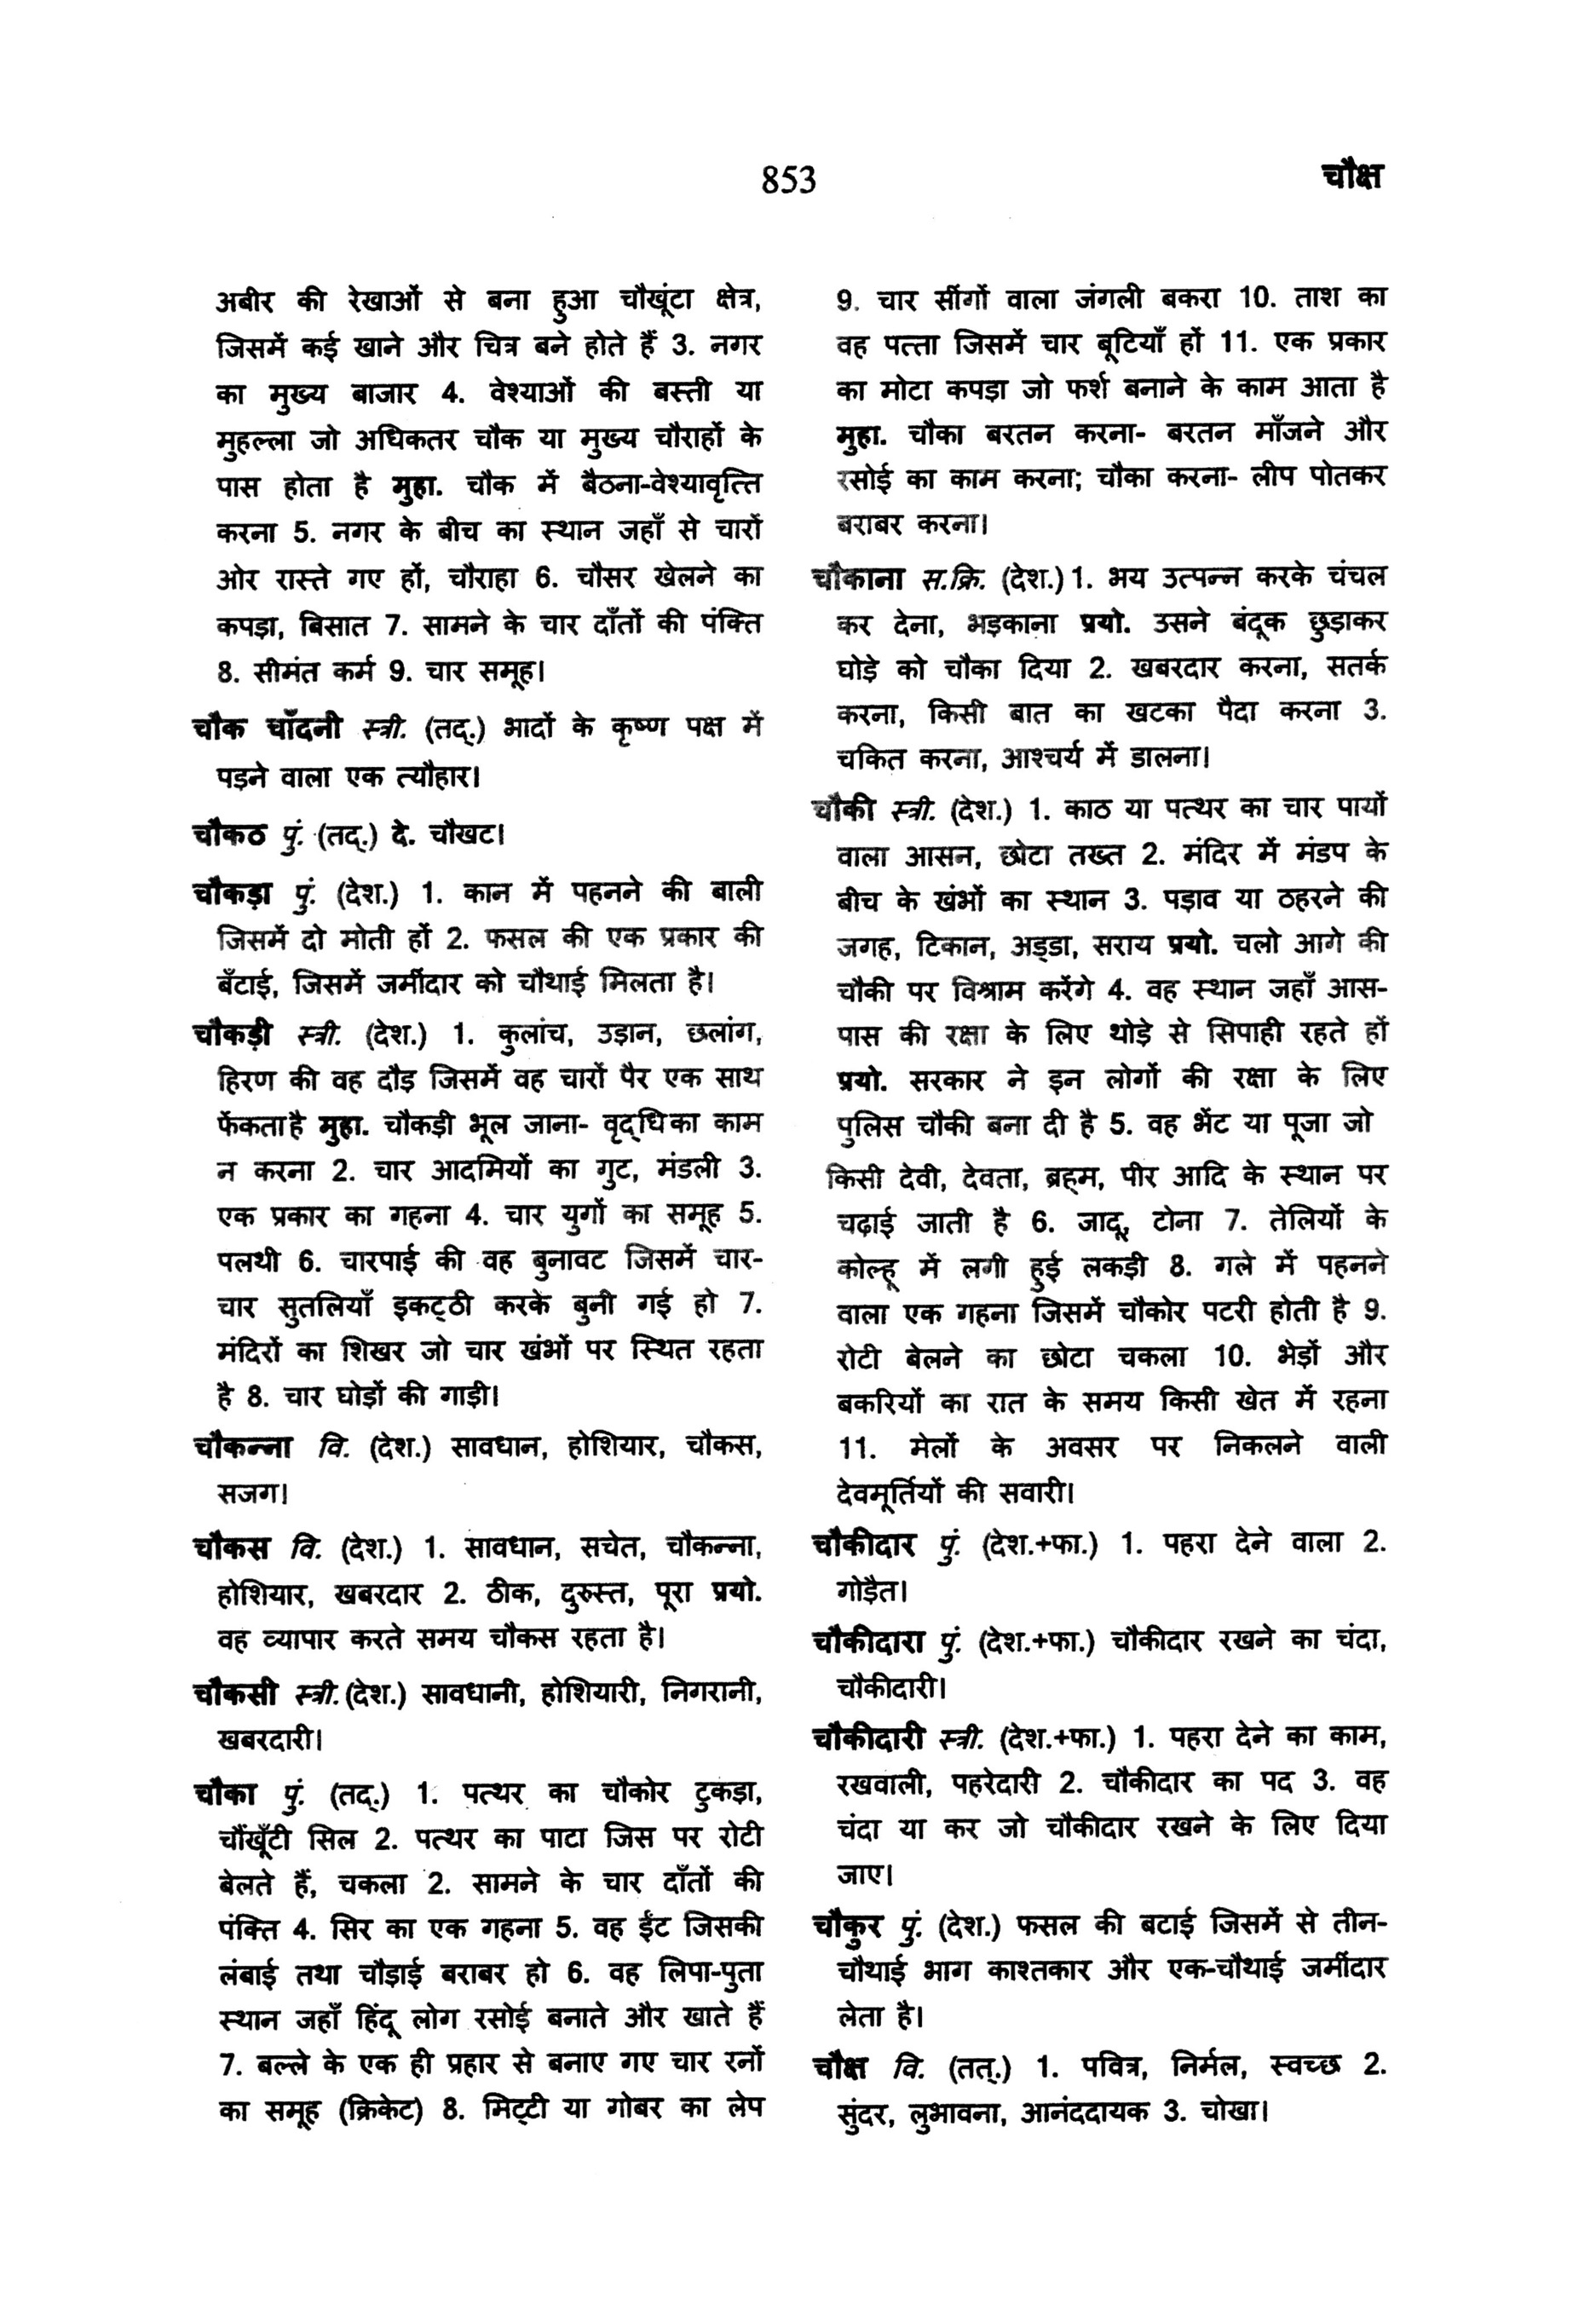 853
चौक्ष
अबीर की रेखाओं से बना हुआ चौखूंटा क्षेत्र,
जिसमें कई खाने और चित्र बने होते हैं 3. नगर
का मुख्य बाजार 4. वेश्याओं की बस्ती या
मुहल्ला जो अधिकतर चौक या मुख्य चौराहों के
पास होता है मुहा. चौक में बैठना-वेश्यावृत्ति
करना 5. नगर के बीच का स्थान जहाँ से चारों
ओर रास्ते गए हों, चौराहा 6. चौसर खेलने का
कपड़ा, बिसात 7. सामने के चार दाँतों की पंक्ति
8. सीमंत कर्म 9. चार समूह।
चौक चाँदनी स्त्री. (तद्.) भादों के कृष्ण पक्ष में
पड़ने वाला एक त्यौहार।
चौकठ पुं. (तद्.) दे. चौखट।
चौकड़ा पुं. (देश.) 1. कान में पहनने की बाली
जिसमें दो मोती हों 2. फसल की एक प्रकार की
बँटाई, जिसमें जमींदार को चौथाई मिलता है।
चौकड़ी स्त्री. (देश.) 1. कुलांच, उड़ान, छलांग,
हिरण की वह दौड़ जिसमें वह चारों पैर एक साथ
फेंकता है मुहा. चौकड़ी भूल जाना- वृद्धि का काम
न करना 2. चार आदमियों का गुट, मंडली 3.
एक प्रकार का गहना 4. चार युगों का समूह 5.
पलथी 6. चारपाई की वह बुनावट जिसमें चार-
चार सुतलियाँ इकट्ठी करके बुनी गई हो 7.
मंदिरों का शिखर जो चार खंभों पर स्थित रहता
है 8. चार घोड़ों की गाड़ी।
चौकन्ना वि. (देश.) सावधान, होशियार, चौकस,
सजग।
चौकस वि. (देश.) 1. सावधान, सचेत, चौकन्ना,
होशियार, खबरदार 2. ठीक, दुरुस्त, पूरा प्रयो.
वह व्यापार करते समय चौकस रहता है।
चौकसी स्त्री. (देश.) सावधानी, होशियारी, निगरानी,
खबरदारी।
चौका पुं. (तद्.) 1. पत्थर का चौकोर टुकड़ा,
चौंखूँटी सिल 2. पत्थर का पाटा जिस पर रोटी
बेलते हैं, चकला 2. सामने के चार दाँतों की
पंक्ति 4. सिर का एक गहना 5. वह ईंट जिसकी
लंबाई तथा चौड़ाई बराबर हो 6. वह लिपा-पुता
स्थान जहाँ हिंदू लोग रसोई बनाते और खाते हैं
7. बल्ले के एक ही प्रहार से बनाए गए चार रनों
का समूह (क्रिकेट) 8. मिट्टी या गोबर का लेप
9. चार सींगों वाला जंगली बकरा 10. ताश का
वह पत्ता जिसमें चार बूटियाँ हों 11. एक प्रकार
का मोटा कपड़ा जो फर्श बनाने के काम आता है
मुहा. चौका बरतन करना- बरतन माँजने और
रसोई का काम करना; चौका करना- लीप पोतकर
बराबर करना।
चौकाना स.क्रि. (देश.) 1. भय उत्पन्न करके चंचल
कर देना, भड़काना प्रयो. उसने बंदूक छुड़ाकर
घोड़े को चौका दिया 2. खबरदार करना, सतर्क
करना, किसी बात का खटका पैदा करना 3.
चकित करना, आश्चर्य में डालना।
चौकी स्त्री. (देश.) 1. काठ या पत्थर का चार पायों
वाला आसन, छोटा तख्त 2. मंदिर में मंडप के
बीच के खंभों का स्थान 3. पड़ाव या ठहरने की
जगह, टिकान, अड्डा, सराय प्रयो. चलो आगे की
चौकी पर विश्राम करेंगे 4. वह स्थान जहाँ आस-
पास की रक्षा के लिए थोड़े से सिपाही रहते हों
प्रयो. सरकार ने इन लोगों की रक्षा के लिए
पुलिस चौकी बना दी है 5. वह भेंट या पूजा जो
किसी देवी, देवता, ब्रह्म, पीर आदि के स्थान पर
चढ़ाई जाती है 6. जादू, टोना 7. तेलियों के
कोल्हू में लगी हुई लकड़ी 8. गले में पहनने
वाला एक गहना जिसमें चौकोर पटरी होती है 9.
रोटी बेलने का छोटा चकला 10. भेड़ों और
बकरियों का रात के समय किसी खेत में रहना
11. मेलों के अवसर पर निकलने वाली
देवमूर्तियों की सवारी।
चौकीदार पुं. (देश.+फा.) 1. पहरा देने वाला 2.
गोड़ैत।
चौकीदारा पुं. (देश.+फा.) चौकीदार रखने का चंदा,
चौकीदारी।
चौकीदारी स्त्री. (देश.+फा.) 1. पहरा देने का काम,
रखवाली, पहरेदारी 2. चौकीदार का पद 3. वह
चंदा या कर जो चौकीदार रखने के लिए दिया
जाए।
चौकुर पुं. (देश.) फसल की बटाई जिसमें से तीन-
चौथाई भाग काश्तकार और एक-चौथाई जमींदार
लेता है।
चौक्ष वि. (तत्.) 1. पवित्र, निर्मल, स्वच्छ 2.
सुंदर, लुभावना, आनंददायक 3. चोखा।